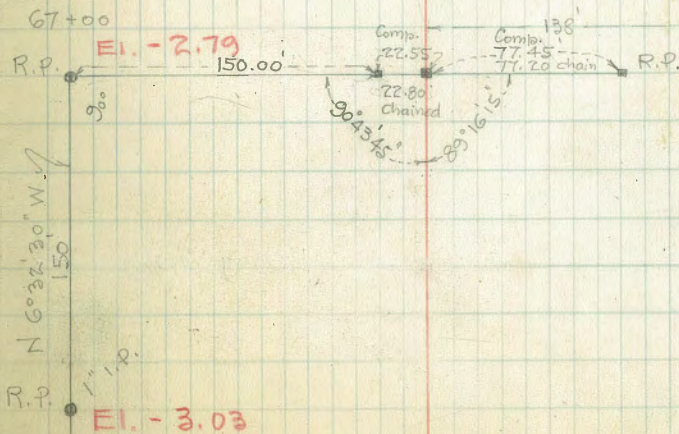 67+00
138'
El. - 2.79
Comp.
22.55
Comp.
77.45'
77.20 chain
R.P.
150.00'
R.P.
22.80'
Chained
90°
90°43'45"
89°16'15"
N 6°32'30" W
150
1" I.P.
R.P.
El. - 3.03